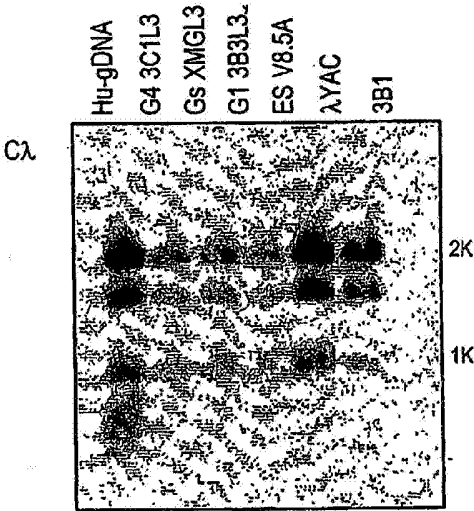 Hu-gDNA
G4 3C1L3
Gs XMGL3
G1 3B3L3
ES V8.5A
λYAC
3B1
Cλ
2K
1K